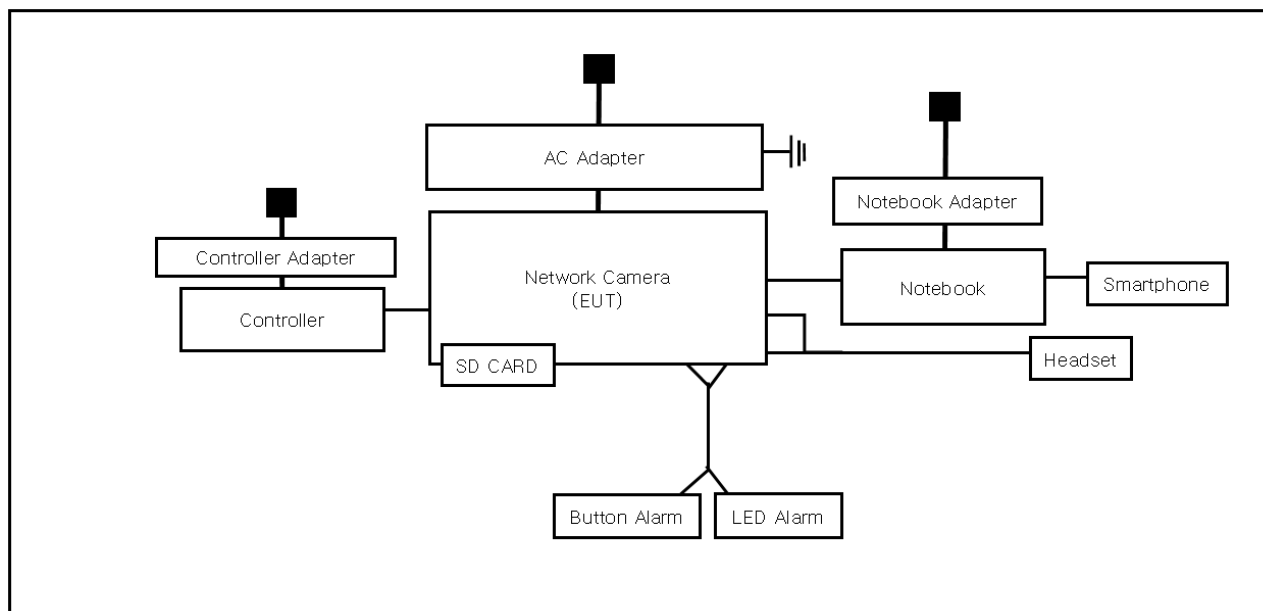 AC Adapter
Notebook Adapter
Controller Adapter
Network Camera
(EUT)
Notebook
Smartphone
Controller
SD CARD
Headset
Button Alarm
LED Alarm